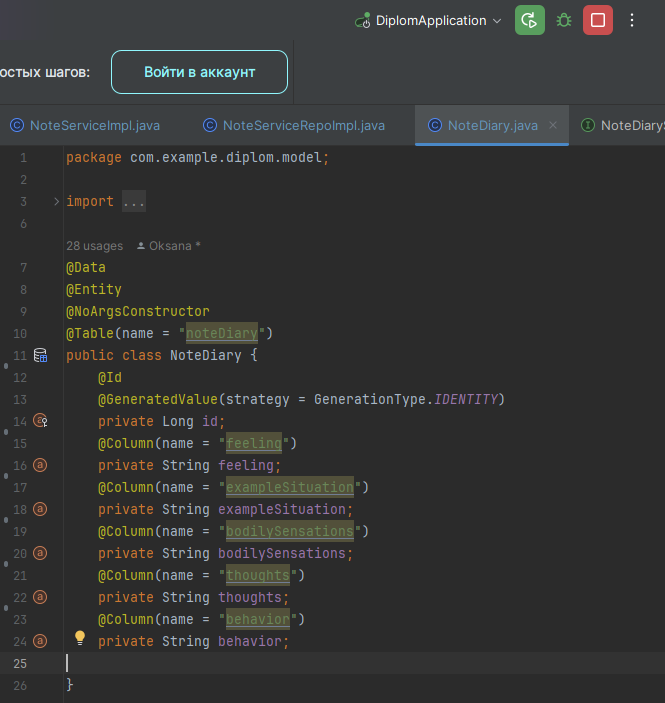 DiplomApplication
остых шагов:
Войти в аккаунт
NoteServiceImpl.java
NoteServiceRepoImpl.java
NoteDiary.java
NoteDiaryS
1 package com.example.diplom.model;
2
3 import ...
6
28 usages Oksana *
7 @Data
8 @Entity
9 @NoArgsConstructor
10 @Table(name = "noteDiary")
11 public class NoteDiary {
12 @Id
13 @GeneratedValue(strategy = GenerationType.IDENTITY)
14 private Long id;
15 @Column(name = "feeling")
16 private String feeling;
17 @Column(name = "exampleSituation")
18 private String exampleSituation;
19 @Column(name = "bodilySensations")
20 private String bodilySensations;
21 @Column(name = "thoughts")
22 private String thoughts;
23 @Column(name = "behavior")
24 private String behavior;
25
26 }